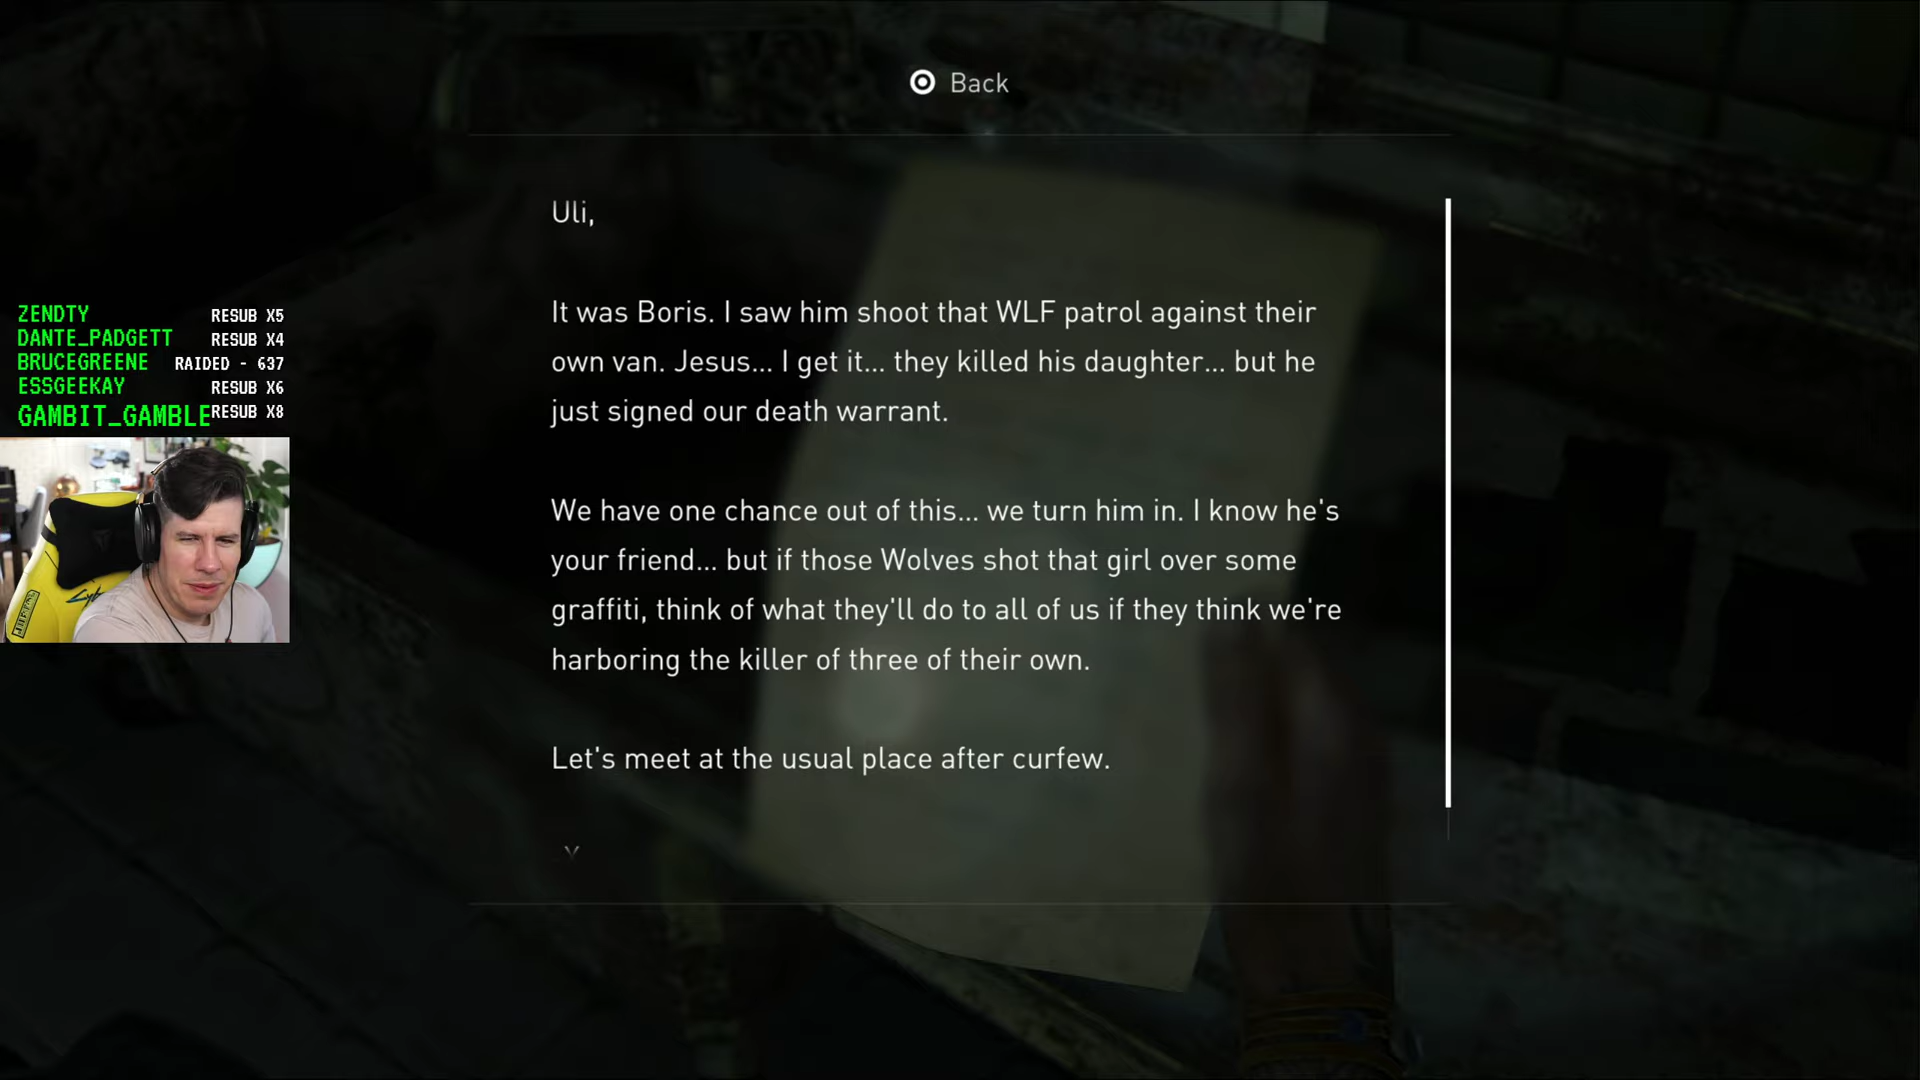 Back
Uli,
It was Boris. I saw him shoot that WLF patrol against their
own van. Jesus... I get it... they killed his daughter... but he
just signed our death warrant.
We have one chance out of this... we turn him in. I know he's
your friend... but if those Wolves shot that girl over some
graffiti, think of what they'll do to all of us if they think we're
harboring the killer of three of their own.
Let's meet at the usual place after curfew.
ZENDTY RESUB X5
DANTE_PADGETT RESUB X4
BRUCEGREENE RAIDED - 637
ESSGEEKAY RESUB X6
GAMBIT_GAMBLE RESUB X8